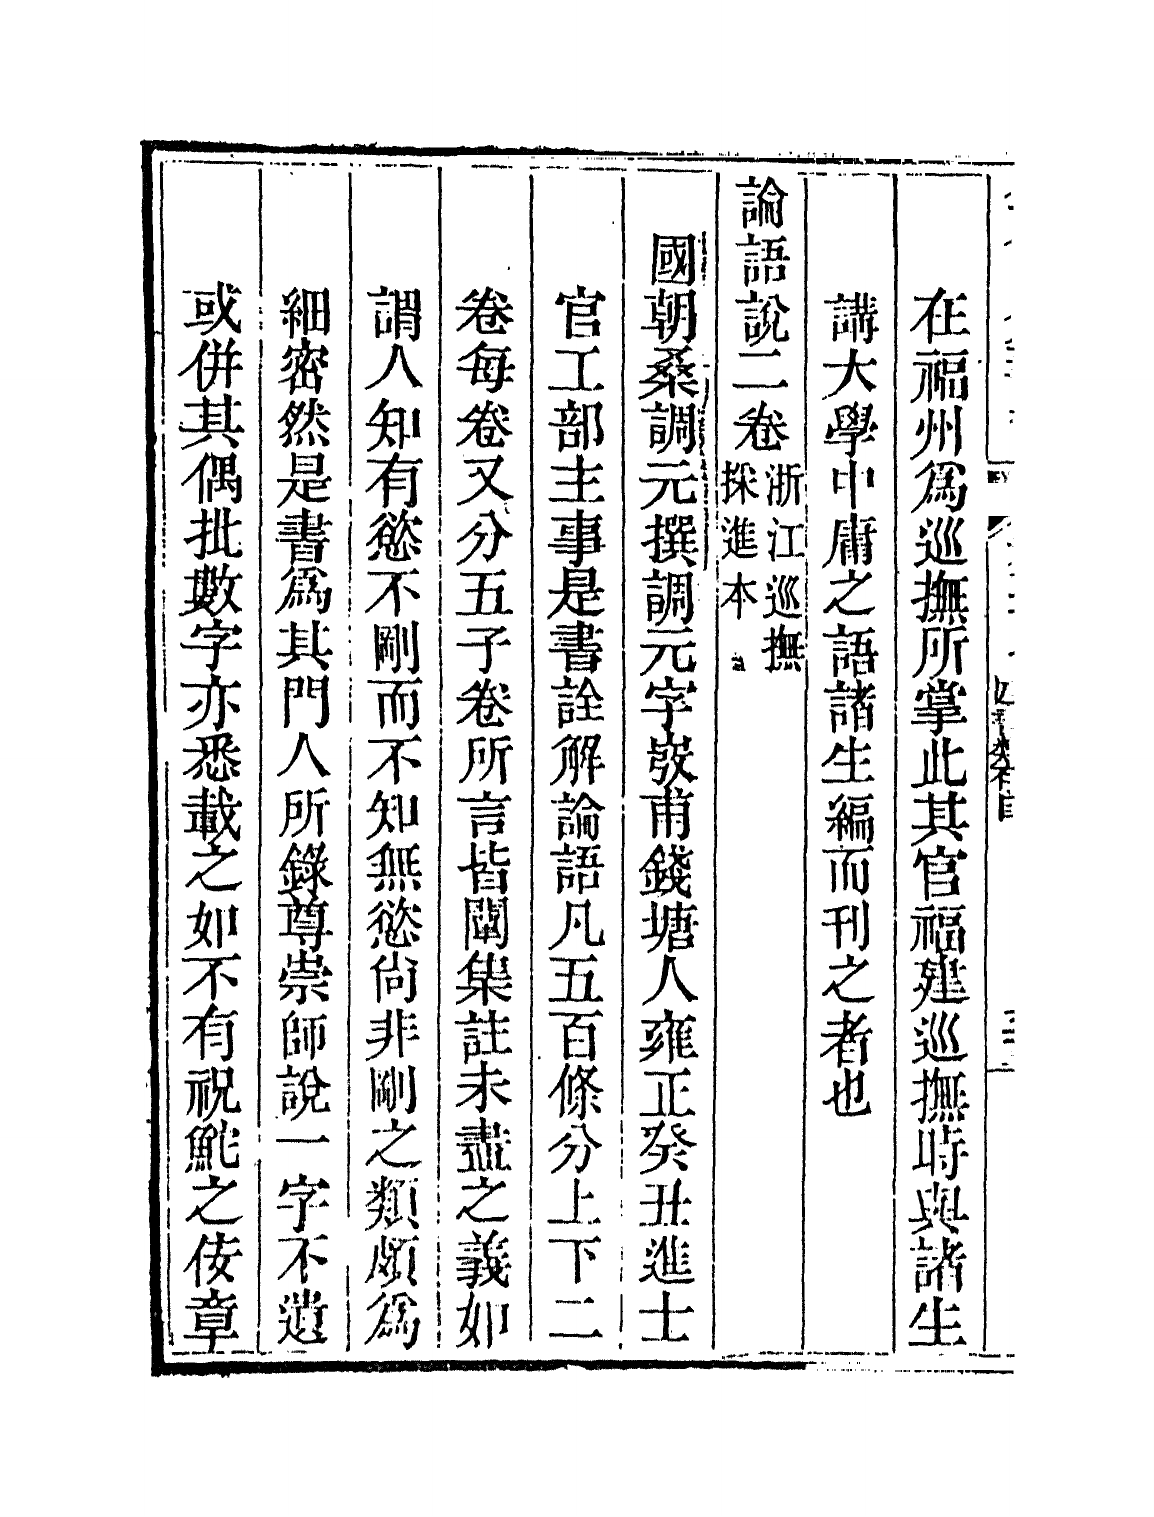 在福州爲巡撫所掌此其官福建巡撫時與諸生
講大學中庸之語諸生編而刊之者也
論語說二卷浙江巡撫採進本
國朝桑調元撰調元字弢甫錢塘人雍正癸丑進士
官工部主事是書詮解論語凡五百條分上下二
卷每卷又分五子卷所言皆闡集註未盡之義如
謂人知有慾不剛而不知無慾尙非剛之類頗爲
細密然是書爲其門人所錄尊崇師說一字不遺
或併其偶批數字亦悉載之如不有祝鮀之佞章